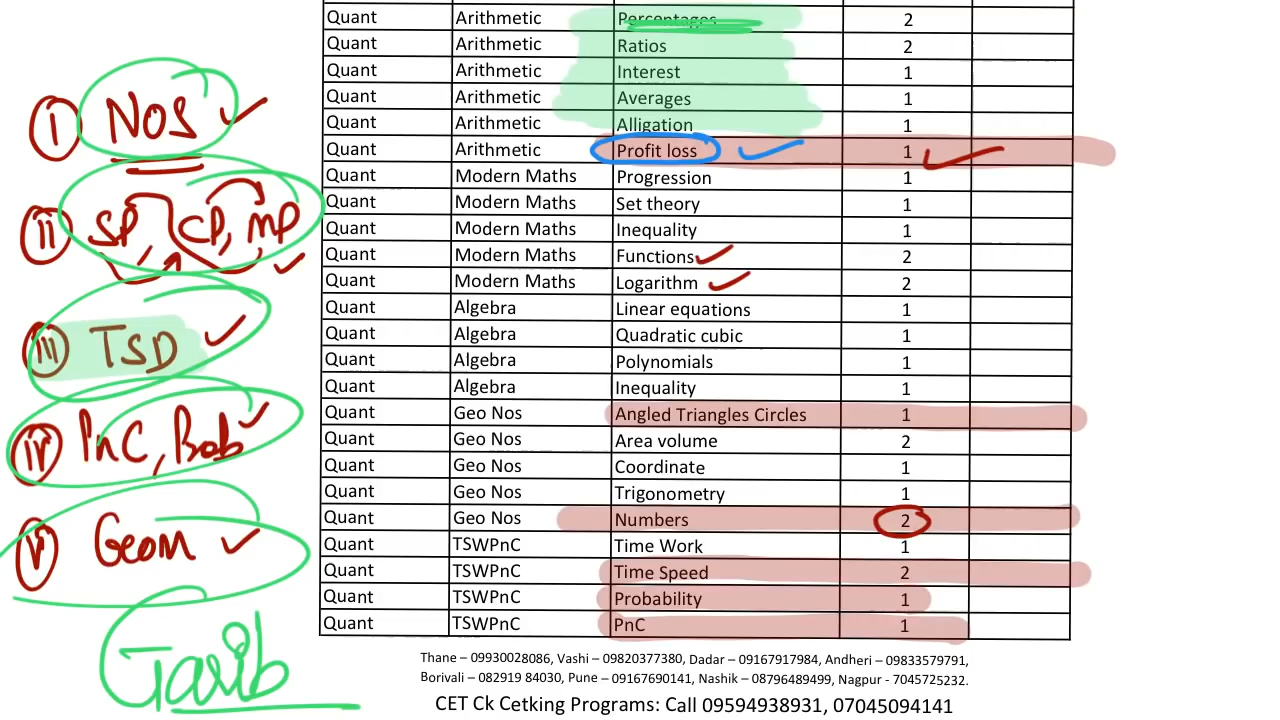 Quant Arithmetic Percentages 2
Quant Arithmetic Ratios 2
Quant Arithmetic Interest 1
Quant Arithmetic Averages 1
Quant Arithmetic Alligation 1
Quant Arithmetic Profit loss 1
Quant Modern Maths Progression 1
Quant Modern Maths Set theory 1
Quant Modern Maths Inequality 1
Quant Modern Maths Functions 2
Quant Modern Maths Logarithm 2
Quant Algebra Linear equations 1
Quant Algebra Quadratic cubic 1
Quant Algebra Polynomials 1
Quant Algebra Inequality 1
Quant Geo Nos Angled Triangles Circles 1
Quant Geo Nos Area volume 2
Quant Geo Nos Coordinate 1
Quant Geo Nos Trigonometry 1
Quant Geo Nos Numbers 2
Quant TSWPnC Time Work 1
Quant TSWPnC Time Speed 2
Quant TSWPnC Probability 1
Quant TSWPnC PnC 1
i NOS
ii SP, CP, MP
iii TSD
iv PnC, Bob
v Geom
Tarib
Thane – 09930028086, Vashi – 09820377380, Dadar – 09167917984, Andheri – 09833579791,
Borivali – 082919 84030, Pune – 09167690141, Nashik – 08796489499, Nagpur - 7045725232.
CET Ck Cetking Programs: Call 09594938931, 07045094141